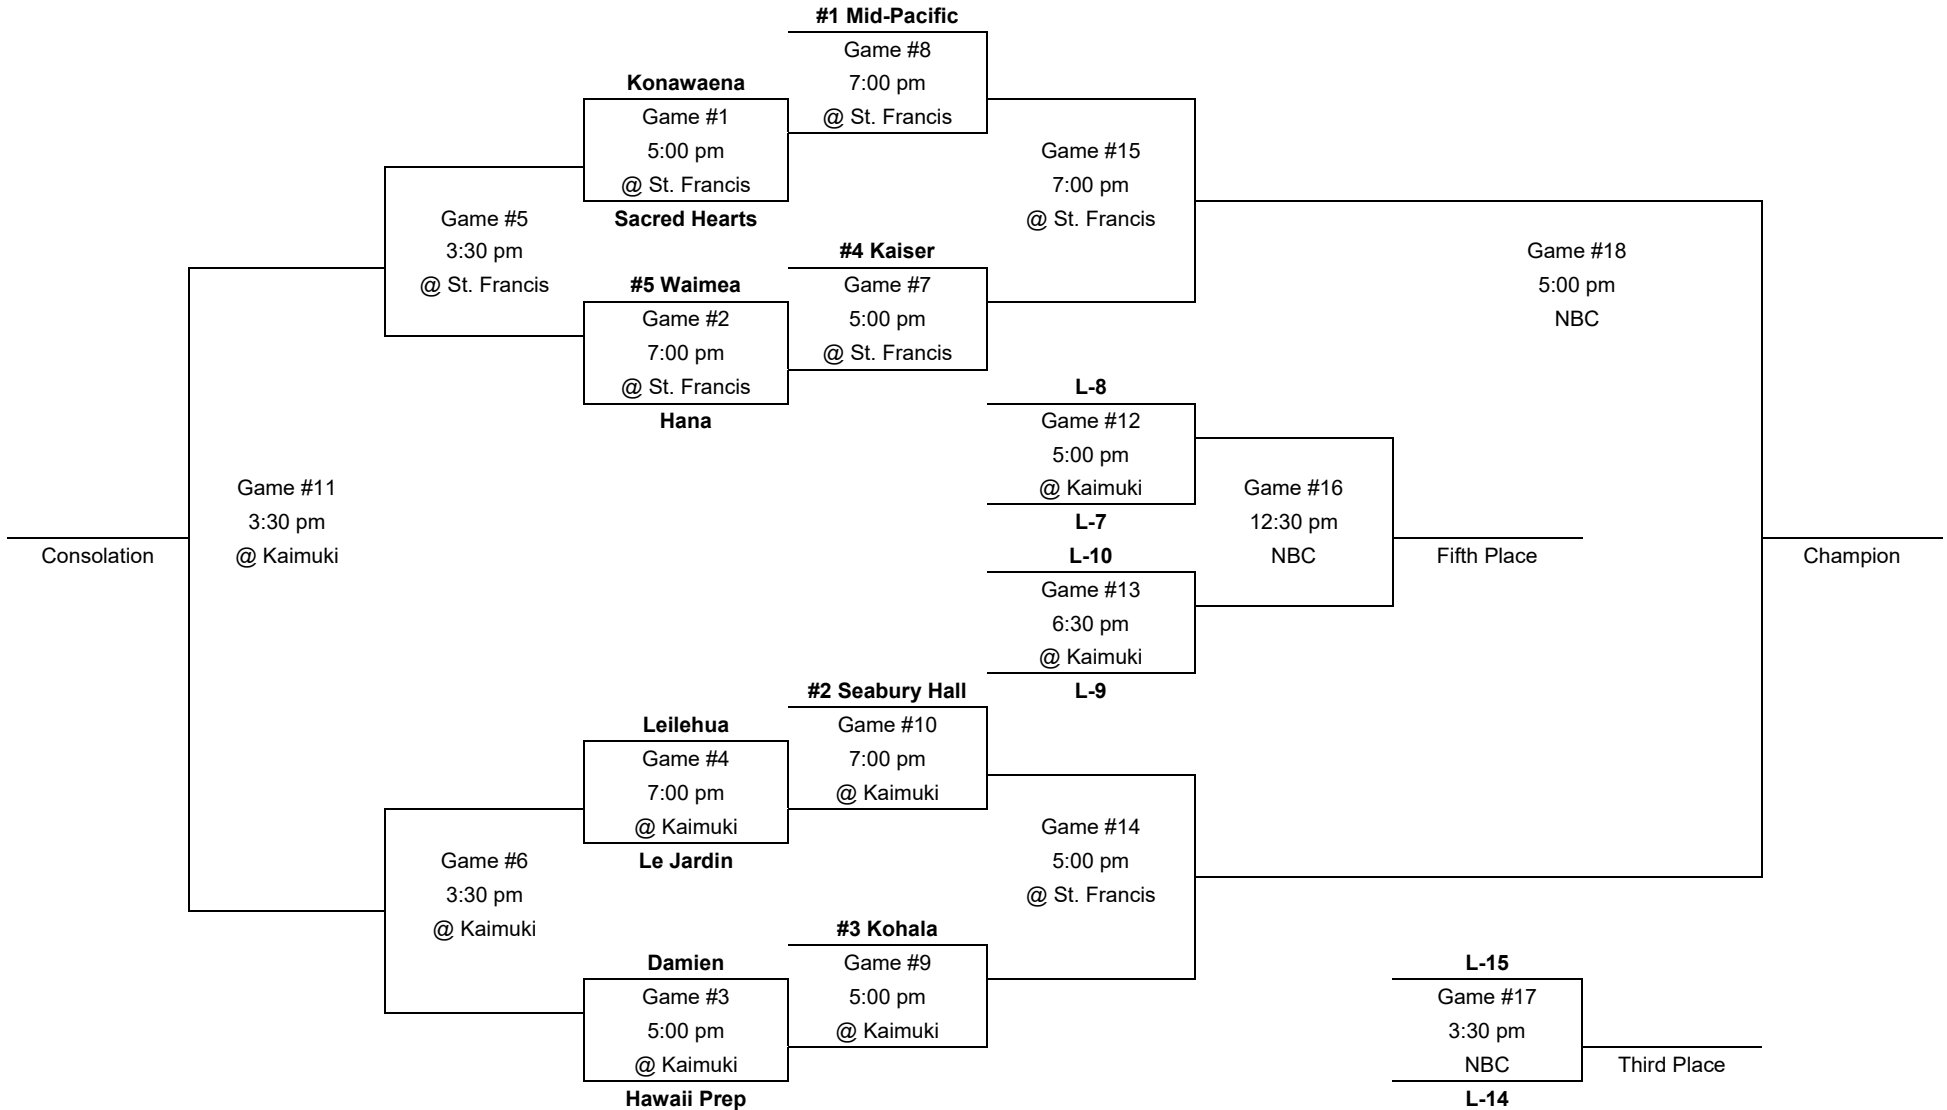 #1 Mid-Pacific
Game #8
7:00 pm
@ St. Francis
Konawaena
Game #1
5:00 pm
@ St. Francis
Sacred Hearts
Game #15
7:00 pm
@ St. Francis
Game #5
3:30 pm
@ St. Francis
#4 Kaiser
Game #7
5:00 pm
@ St. Francis
#5 Waimea
Game #2
7:00 pm
@ St. Francis
Hana
Game #18
5:00 pm
NBC
L-8
Game #12
5:00 pm
@ Kaimuki
L-7
Game #11
3:30 pm
@ Kaimuki
Consolation
Game #16
12:30 pm
NBC
Fifth Place
Champion
L-10
Game #13
6:30 pm
@ Kaimuki
L-9
#2 Seabury Hall
Game #10
7:00 pm
@ Kaimuki
Leilehua
Game #4
7:00 pm
@ Kaimuki
Le Jardin
Game #14
5:00 pm
@ St. Francis
Game #6
3:30 pm
@ Kaimuki
#3 Kohala
Game #9
5:00 pm
@ Kaimuki
Damien
Game #3
5:00 pm
@ Kaimuki
Hawaii Prep
L-15
Game #17
3:30 pm
NBC
L-14
Third Place